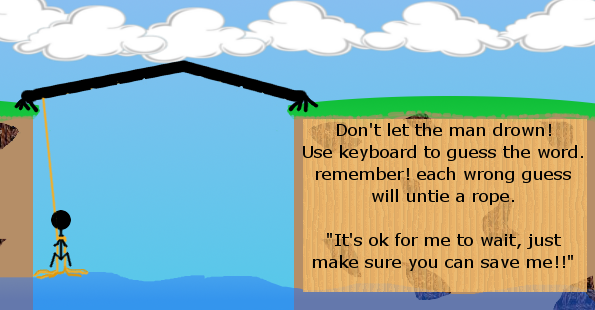 Don't let the man drown!
Use keyboard to guess the word.
remember! each wrong guess
will untie a rope.
"It's ok for me to wait, just
make sure you can save me!!"